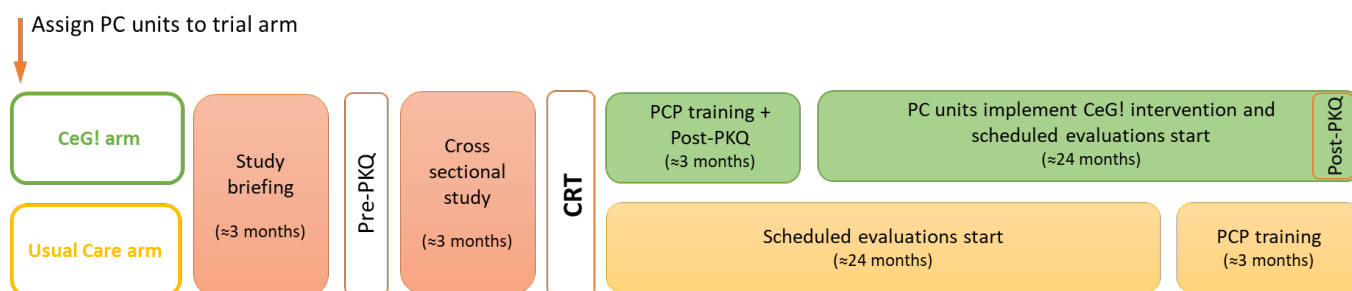 Assign PC units to trial arm
CeG! arm
Usual Care arm
Study
briefing
(≈3 months)
Pre-PKQ
Cross
sectional
study
(≈3 months)
CRT
PCP training +
Post-PKQ
(≈3 months)
PC units implement CeG! intervention and
scheduled evaluations start
(≈24 months)
Post-PKQ
Scheduled evaluations start
(≈24 months)
PCP training
(≈3 months)